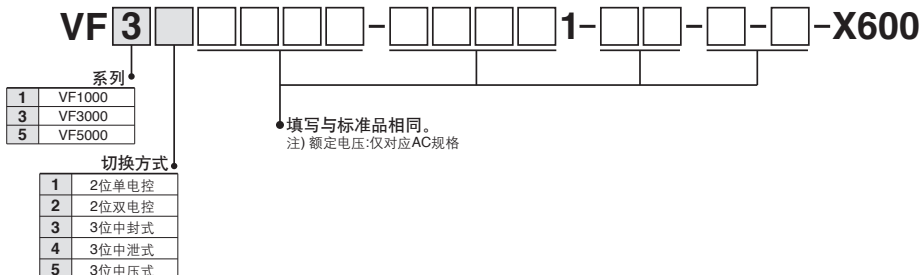 VF 3 □ □□□□-□□□□1-□□-□-□-X600
系列
1 VF1000
3 VF3000
5 VF5000
填写与标准品相同。
注) 额定电压:仅对应AC规格
切换方式
1 2位单电控
2 2位双电控
3 3位中封式
4 3位中泄式
5 3位中压式